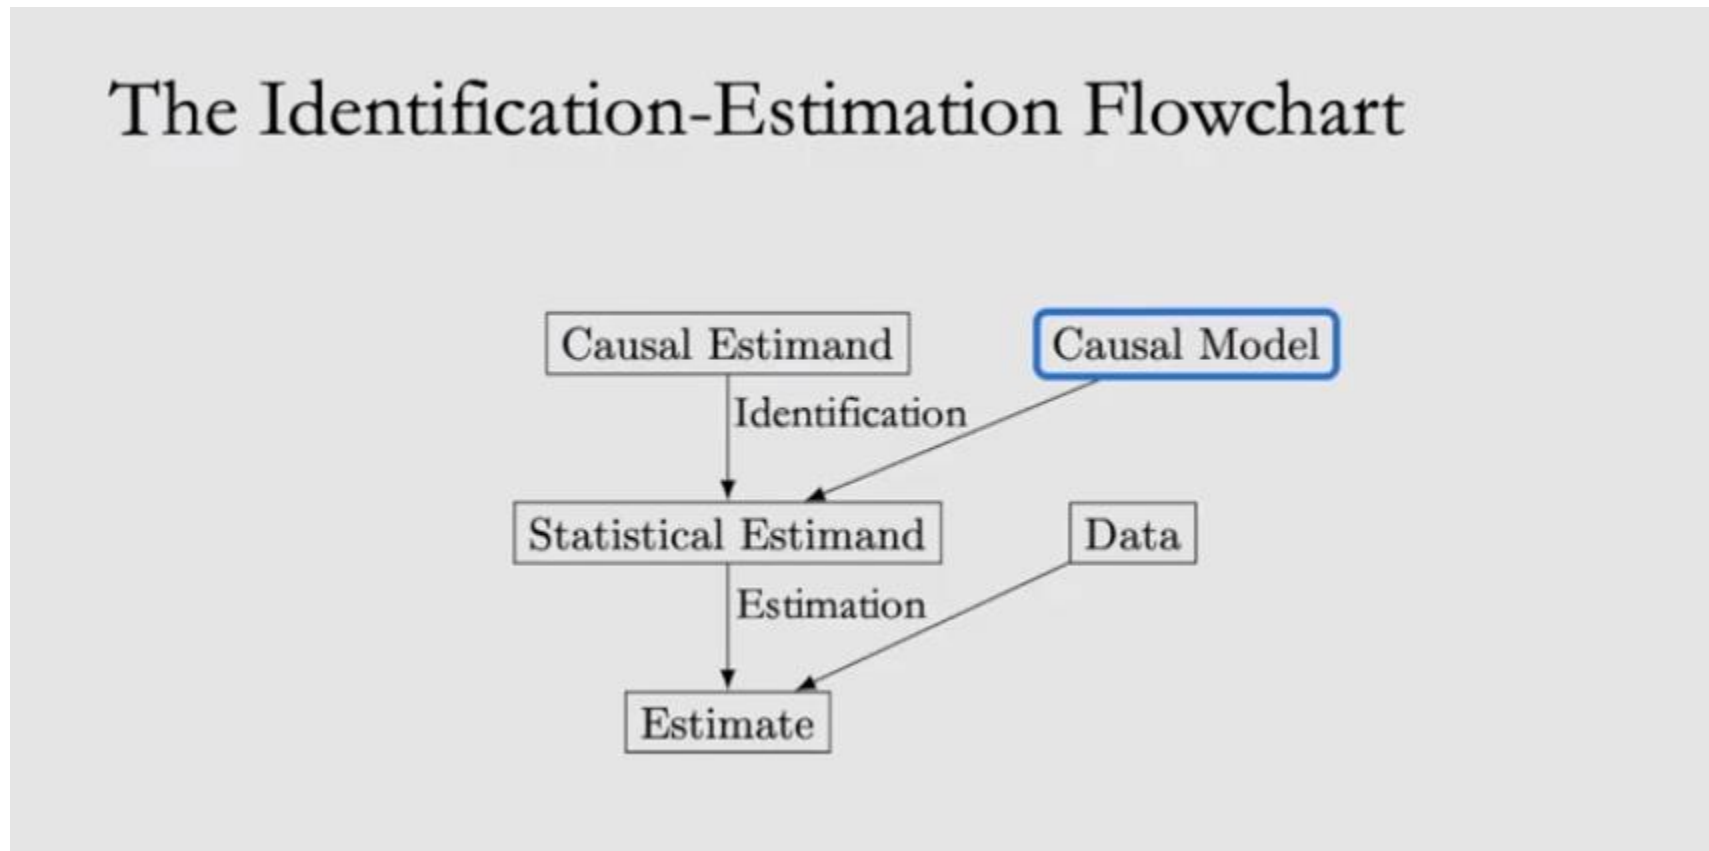 The Identification-Estimation Flowchart
Causal Estimand
Causal Model
Identification
Statistical Estimand
Data
Estimation
Estimate